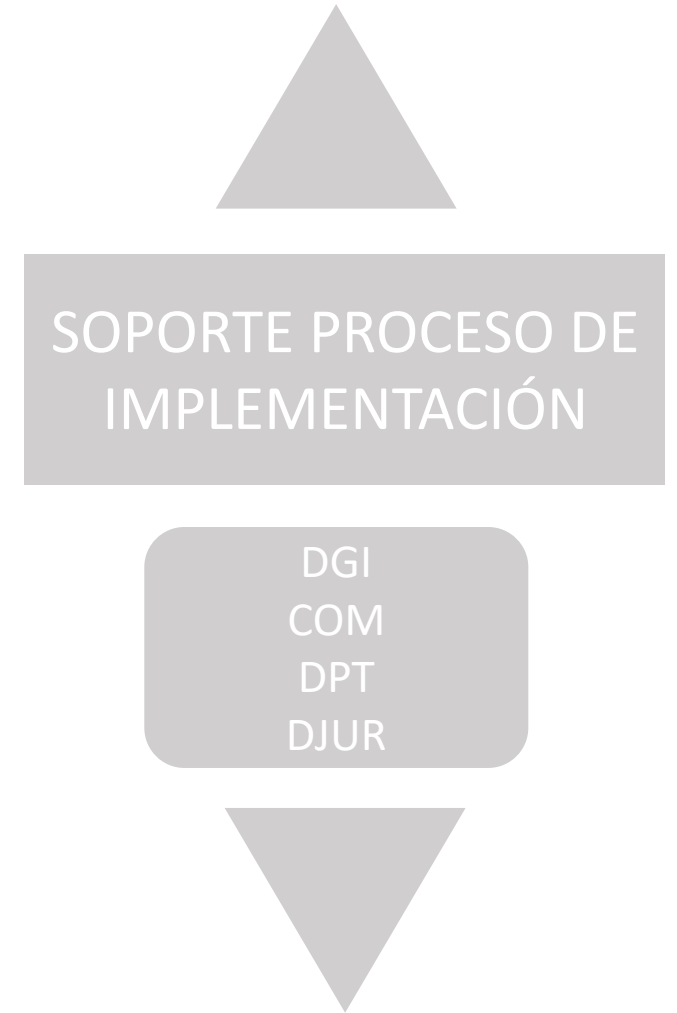 SOPORTE PROCESO DE
IMPLEMENTACIÓN
DGI
COM
DPT
DJUR